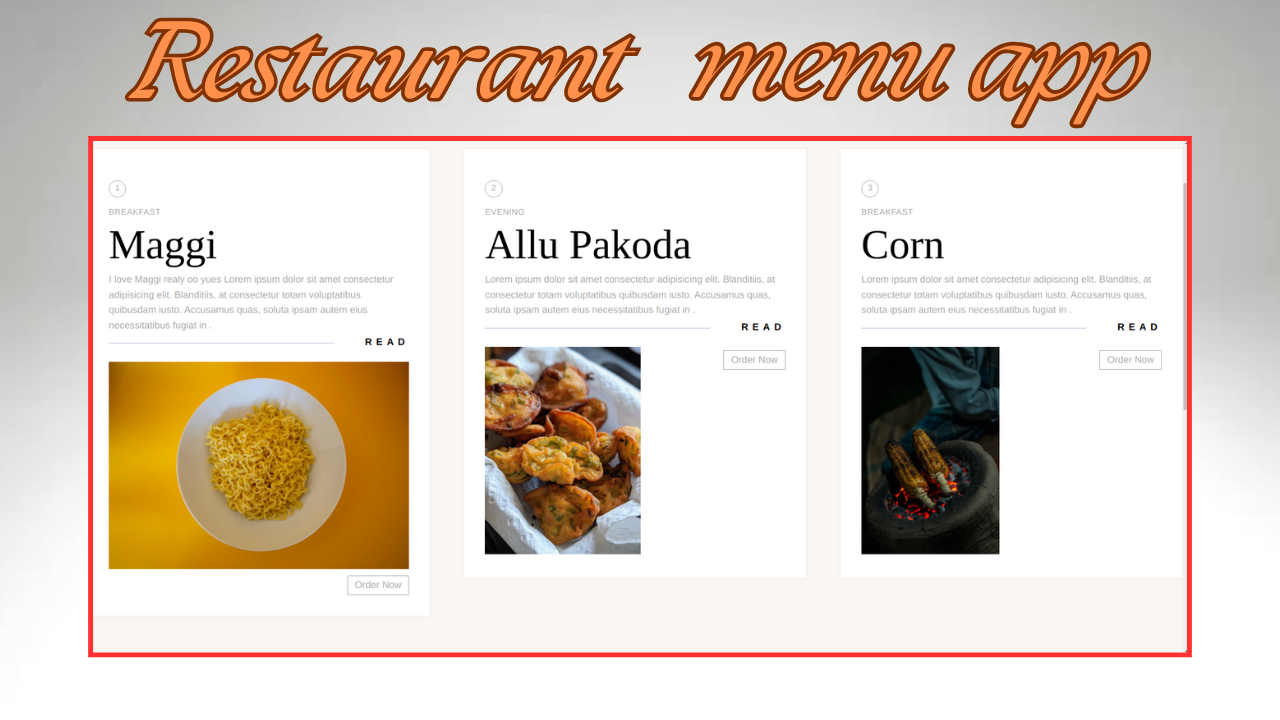 Restaurant menu app
1
BREAKFAST
Maggi
I love Maggi realy oo yues Lorem ipsum dolor sit amet consectetur
adipisicing elit. Blanditiis, at consectetur totam voluptatibus
quibusdam iusto. Accusamus quas, soluta ipsam autem eius
necessitatibus fugiat in .
READ
Order Now
2
EVENING
Allu Pakoda
Lorem ipsum dolor sit amet consectetur adipisicing elit. Blanditiis, at
consectetur totam voluptatibus quibusdam iusto. Accusamus quas,
soluta ipsam autem eius necessitatibus fugiat in .
READ
Order Now
3
BREAKFAST
Corn
Lorem ipsum dolor sit amet consectetur adipisicing elit. Blanditiis, at
consectetur totam voluptatibus quibusdam iusto. Accusamus quas,
soluta ipsam autem eius necessitatibus fugiat in .
READ
Order Now